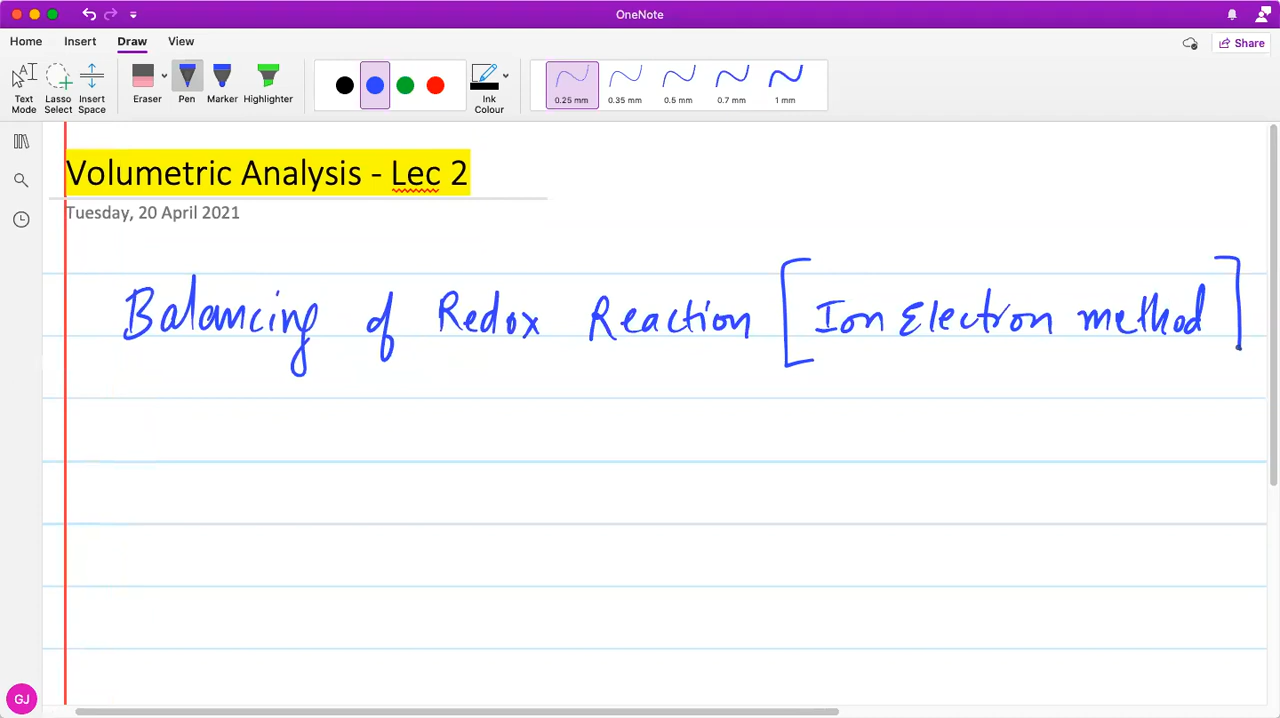 OneNote
Home Insert Draw View
Share
Text Mode
Lasso Select
Insert Space
Eraser
Pen
Marker
Highlighter
Ink Colour
0.25 mm
0.35 mm
0.5 mm
0.7 mm
1 mm
Volumetric Analysis - Lec 2
Tuesday, 20 April 2021
Balancing of Redox Reaction [Ion Electron method]
GJ